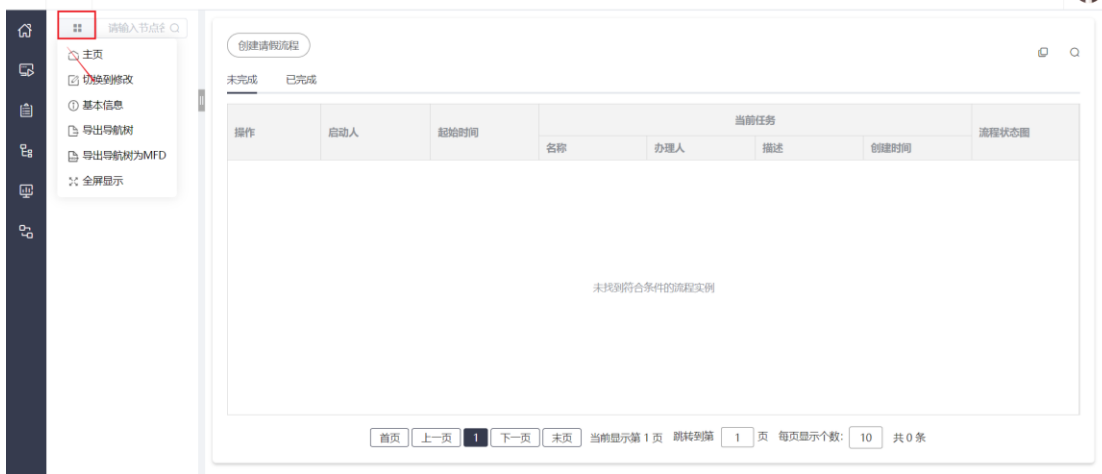 请输入节点名
主页
切换到修改
基本信息
导出导航树
导出导航树为MFD
全屏显示
创建请假流程
未完成 已完成
操作 启动人 起始时间 当前任务 流程状态图
名称 办理人 描述 创建时间
未找到符合条件的流程实例
首页 上一页 1 下一页 末页 当前显示第 1 页 跳转到第 1 页 每页显示个数: 10 共 0 条